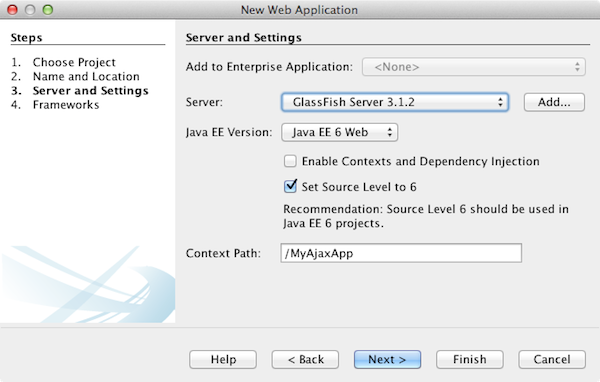 New Web Application
Steps
1. Choose Project
2. Name and Location
3. Server and Settings
4. Frameworks
Server and Settings
Add to Enterprise Application: <None>
Server: GlassFish Server 3.1.2 Add...
Java EE Version: Java EE 6 Web
Enable Contexts and Dependency Injection
Set Source Level to 6
Recommendation: Source Level 6 should be used in
Java EE 6 projects.
Context Path: /MyAjaxApp
Help < Back Next > Finish Cancel